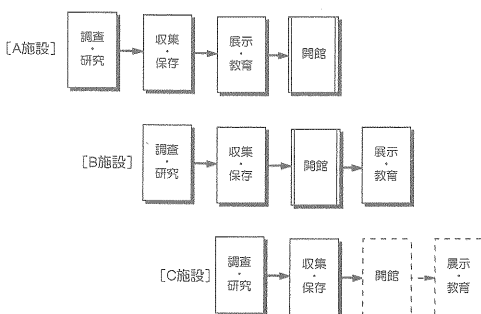 [A施設]
調査・研究
収集・保存
展示・教育
開館
[B施設]
調査・研究
収集・保存
開館
展示・教育
[C施設]
調査・研究
収集・保存
開館
展示・教育